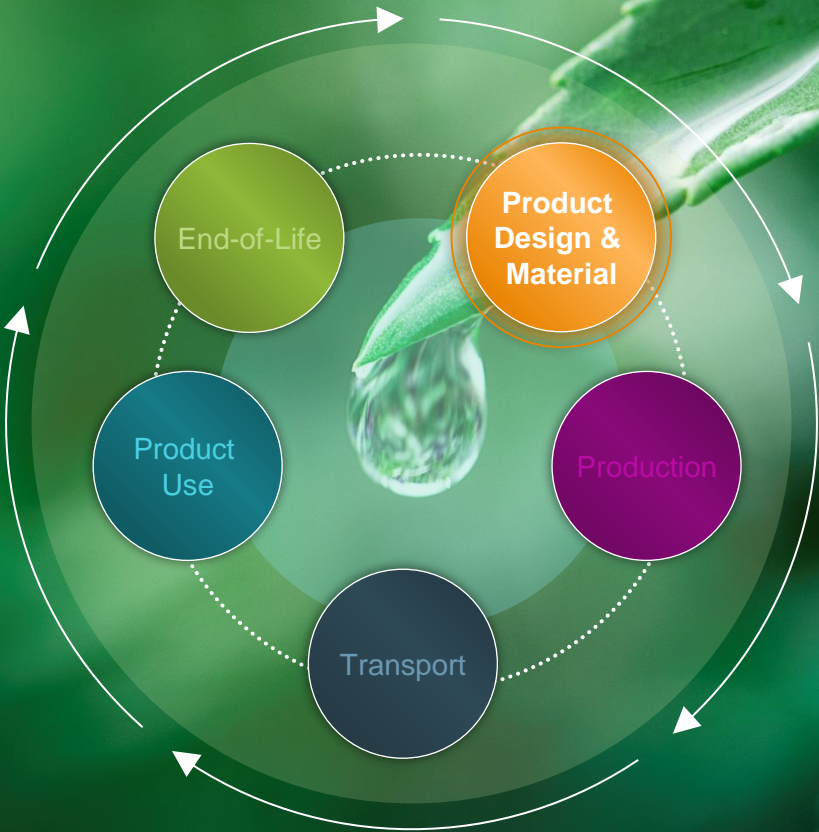 End-of-Life
Product
Design &
Material
Product
Use
Production
Transport